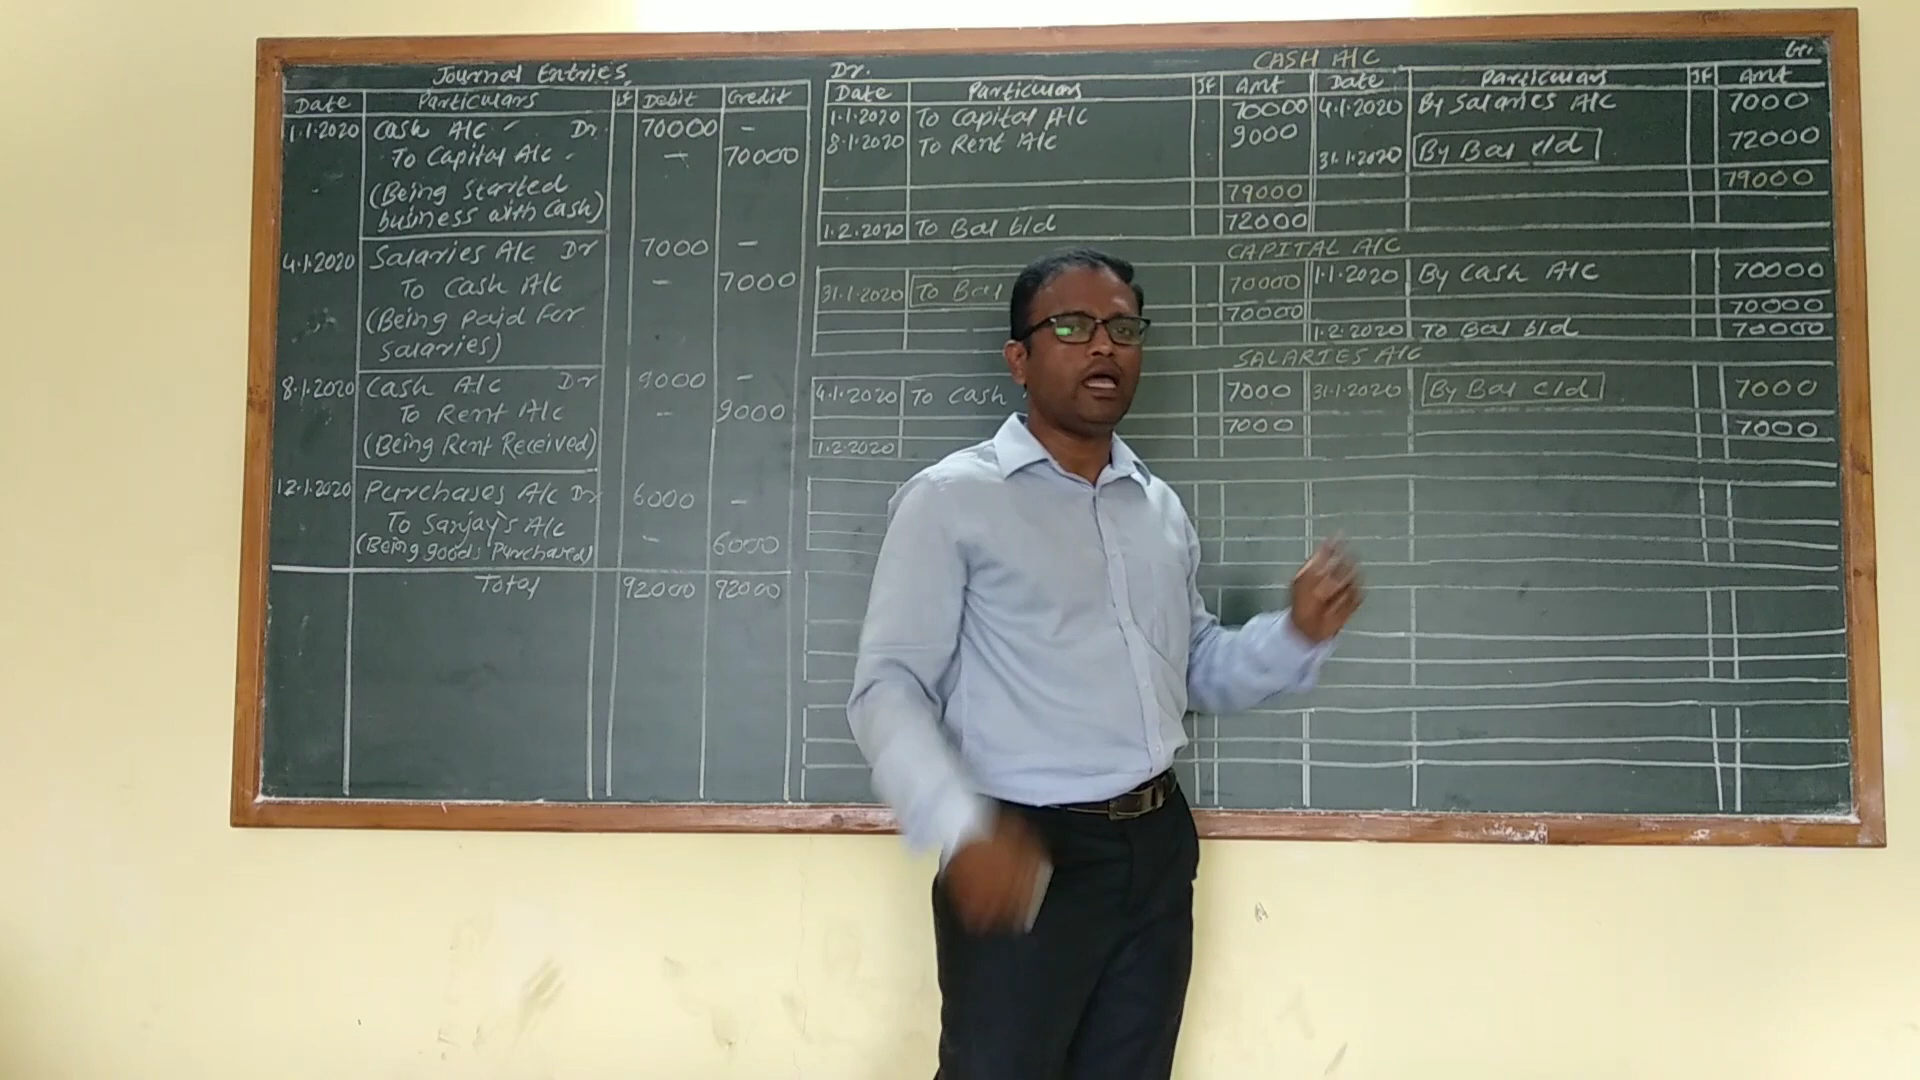 Journal Entries
Date Particulars LF Debit Credit
1.1.2020 Cash A/C Dr. 70000 -
To Capital A/c - 70000
(Being Started
business with Cash)
4.1.2020 Salaries A/C Dr 7000 -
To Cash A/C - 7000
(Being Paid for
Salaries)
8.1.2020 Cash A/c Dr 9000 -
To Rent A/c - 9000
(Being Rent Received)
12.1.2020 Purchases A/c Dr 6000 -
To Sanjay's A/c
(Being goods Purchased) - 6000
Total 92000 92000
CASH A/C
Dr.
Date Particulars JF Amt Date Particulars JF Amt
1.1.2020 To Capital A/c 70000 4.1.2020 By Salaries A/c 7000
8.1.2020 To Rent A/c 9000 31.1.2020 By Bal c/d 72000
79000 79000
1.2.2020 To Bal b/d 72000
CAPITAL A/C
31.1.2020 To Bal 70000 1.1.2020 By Cash A/c 70000
70000 70000
1.2.2020 To Bal b/d 70000
SALARIES A/C
4.1.2020 To Cash 7000 31.1.2020 By Bal c/d 7000
7000 7000
1.2.2020